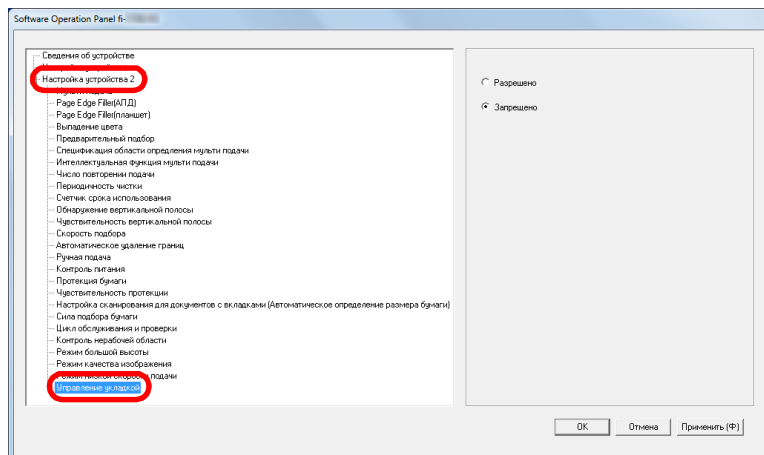 Software Operation Panel fi-
Сведения об устройстве
Настройка устройства 2
Page Edge Filler(АПД)
Page Edge Filler(планшет)
Выпадение цвета
Предварительный подбор
Спецификация области опредления мульти подачи
Интеллектуальная функция мульти подачи
Число повторении подачи
Периодичность чистки
Счетчик срока использования
Обнаружение вертикальной полосы
Чувствительность вертикальной полосы
Скорость подбора
Автоматическое удаление границ
Ручная подача
Контроль питания
Протекция бумаги
Чувствительность протекции
Настройка сканирования для документов с вкладками (Автоматическое определение размера бумаги)
Сила подбора бумаги
Цикл обслуживания и проверки
Контроль нерабочей области
Режим большой высоты
Режим качества изображения
Режим низкой скорости подачи
Управление укладкой
Разрешено
Запрещено
OK
Отмена
Применить (Ф)